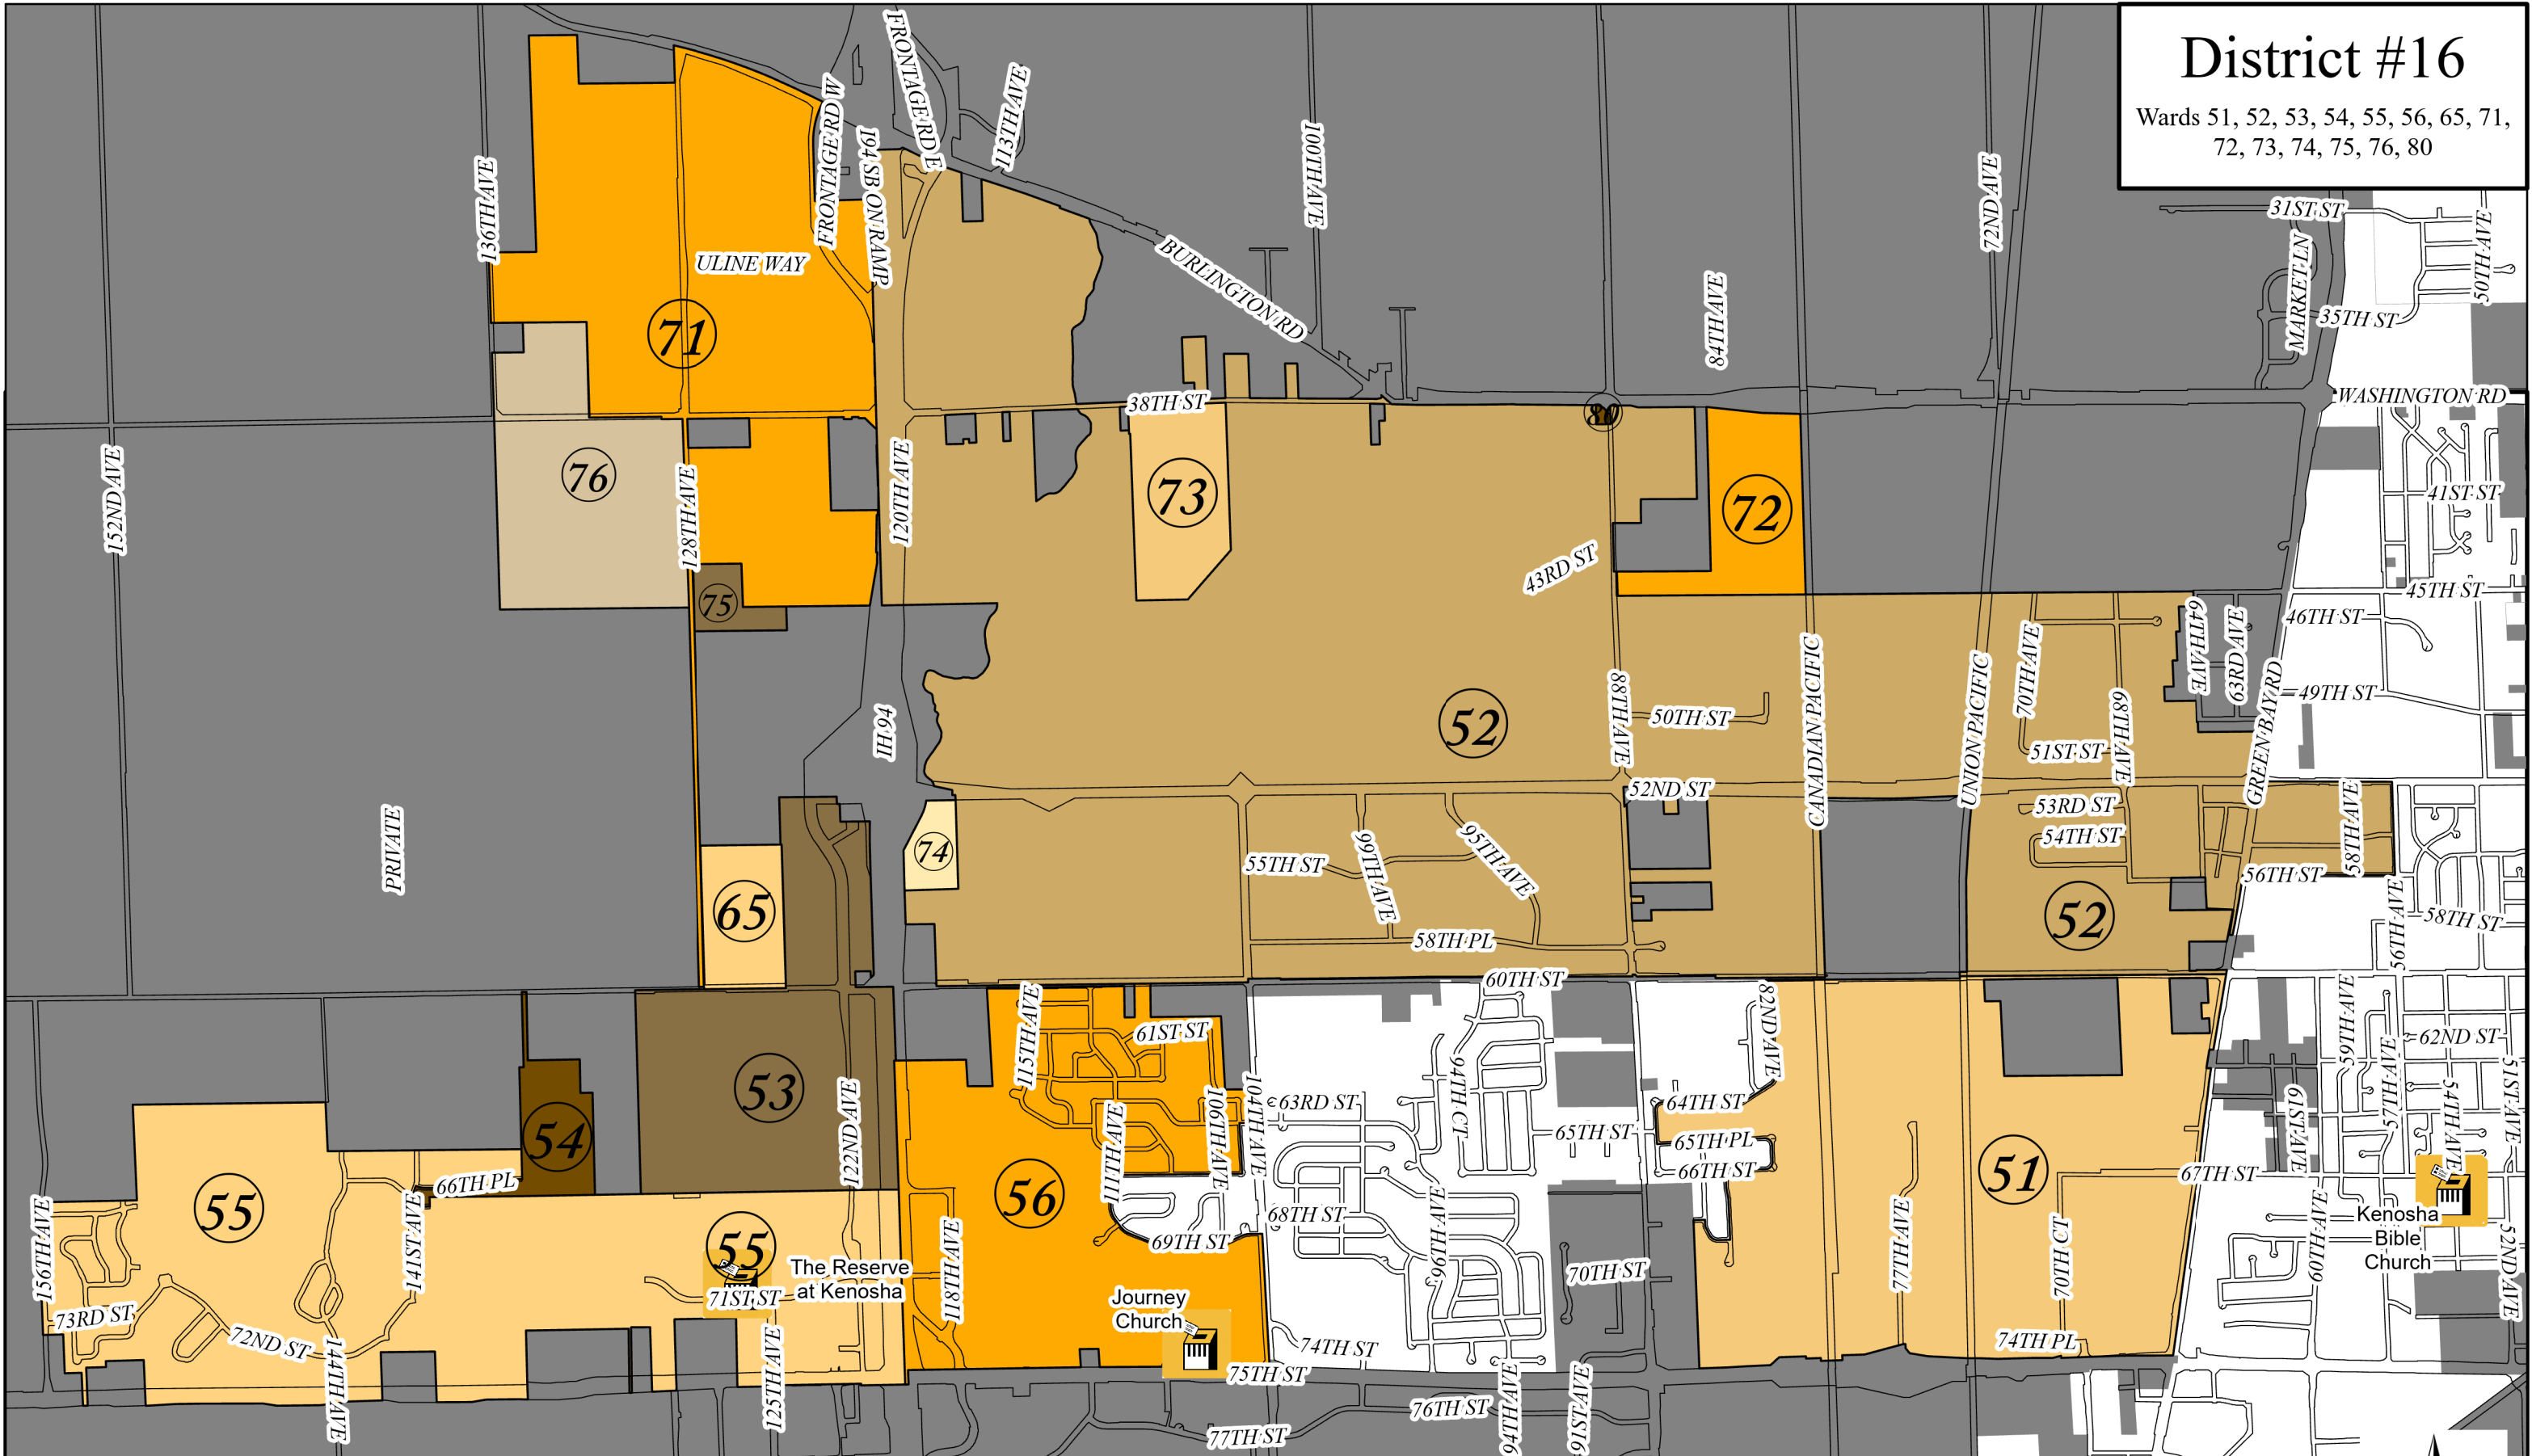 District #16
Wards 51, 52, 53, 54, 55, 56, 65, 71,
72, 73, 74, 75, 76, 80
FRONTAGE RD W
FRONTAGE RD E
I94 SB ON RAMP
113TH AVE
136TH AVE
100TH AVE
72ND AVE
31ST ST
50TH AVE
MARKET LN
35TH ST
ULINE WAY
BURLINGTON RD
84TH AVE
71
38TH ST
WASHINGTON RD
80
152ND AVE
76
128TH AVE
120TH AVE
73
72
41ST ST
43RD ST
75
45TH ST
46TH ST
64TH AVE
63RD AVE
70TH AVE
49TH ST
IH 94
52
88TH AVE
50TH ST
CANADIAN PACIFIC
UNION PACIFIC
68TH AVE
51ST ST
GREEN BAY RD
52ND ST
53RD ST
54TH ST
58TH AVE
PRIVATE
74
55TH ST
99TH AVE
95TH AVE
56TH ST
65
52
56TH AVE
58TH ST
58TH PL
60TH ST
115TH AVE
61ST ST
82ND AVE
59TH AVE
57TH AVE
62ND ST
54TH AVE
51ST AVE
53
122ND AVE
54
111TH AVE
106TH AVE
104TH AVE
63RD ST
94TH CT
65TH ST
64TH ST
65TH PL
66TH ST
61ST AVE
51
67TH ST
55
66TH PL
56
156TH AVE
141ST AVE
118TH AVE
68TH ST
69TH ST
96TH AVE
77TH AVE
70TH CT
60TH AVE
Kenosha
Bible
Church
52ND AVE
55
The Reserve
at Kenosha
71ST ST
Journey
Church
70TH ST
73RD ST
72ND ST
144TH AVE
125TH AVE
74TH ST
74TH PL
75TH ST
76TH ST
77TH ST
94TH AVE
91ST AVE